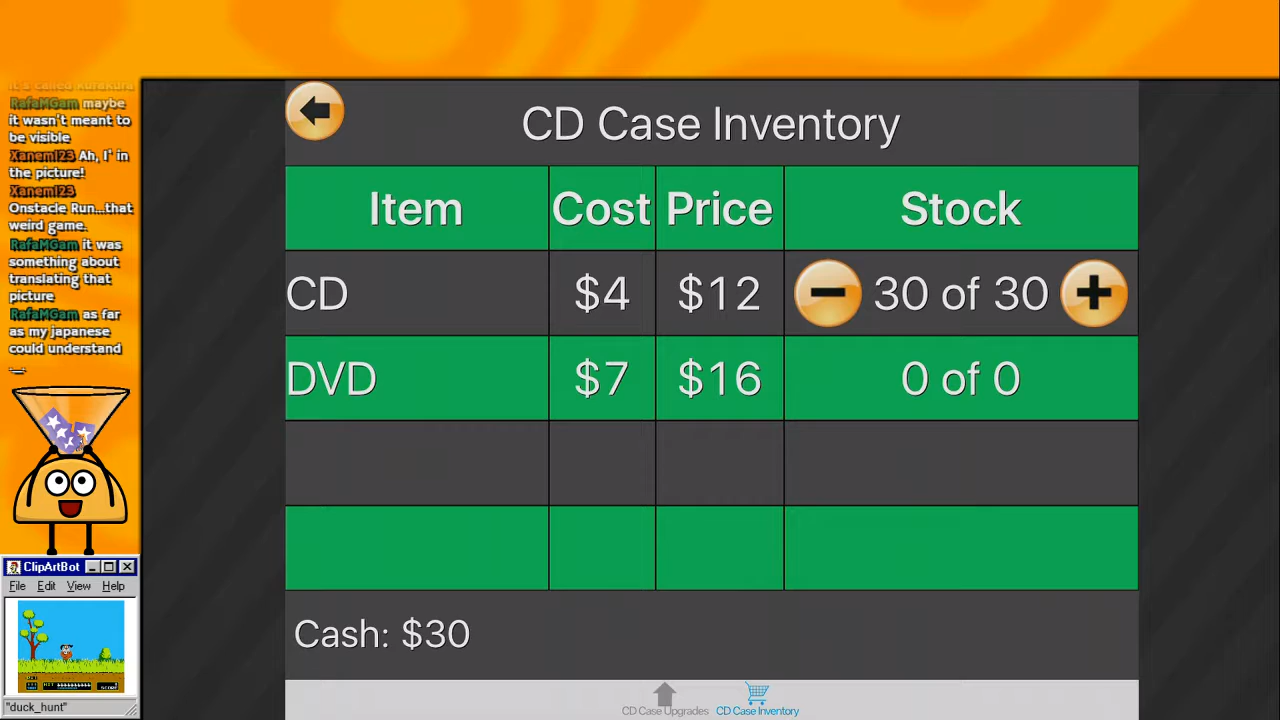 RafaMGam maybe
it wasn't meant to
be visible
Xanem123 Ah, I' in
the picture!
Xanem123
Onstacle Run...that
weird game.
RafaMGam it was
something about
translating that
picture
RafaMGam as far
as my japanese
could understand
ClipArtBot
File Edit View Help
"duck_hunt"
CD Case Inventory
Item Cost Price Stock
CD $4 $12 30 of 30
DVD $7 $16 0 of 0
Cash: $30
CD Case Upgrades CD Case Inventory